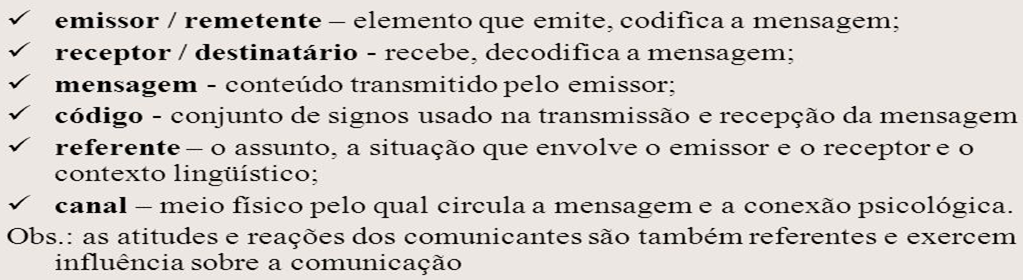 ✓ emissor / remetente – elemento que emite, codifica a mensagem;
✓ receptor / destinatário - recebe, decodifica a mensagem;
✓ mensagem - conteúdo transmitido pelo emissor;
✓ código - conjunto de signos usado na transmissão e recepção da mensagem
✓ referente – o assunto, a situação que envolve o emissor e o receptor e o
contexto lingüístico;
✓ canal – meio físico pelo qual circula a mensagem e a conexão psicológica.
Obs.: as atitudes e reações dos comunicantes são também referentes e exercem
influência sobre a comunicação